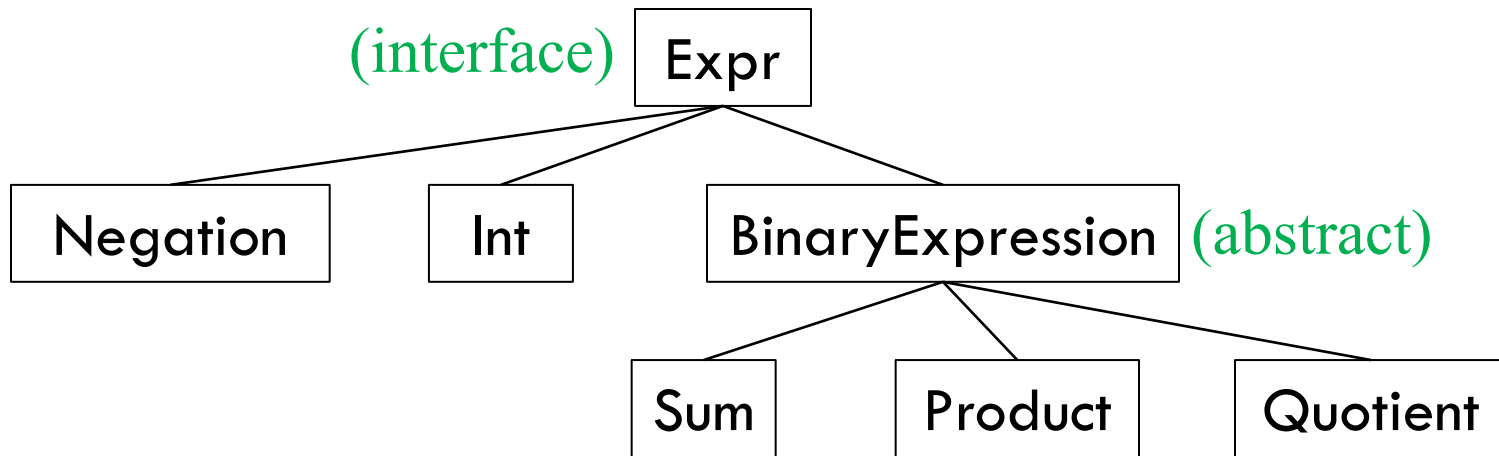 (interface) Expr
Negation Int BinaryExpression (abstract)
Sum Product Quotient